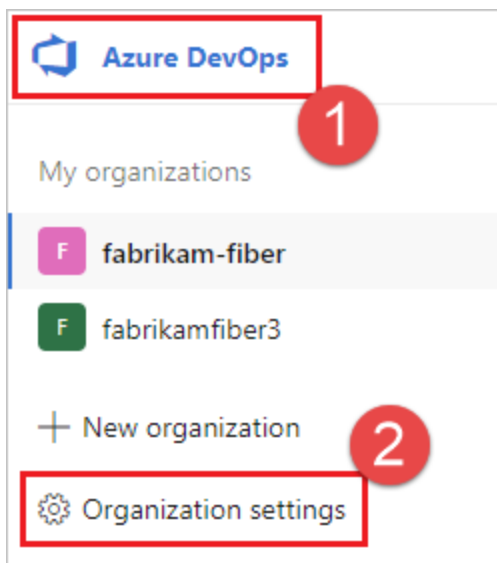 Azure DevOps
1
My organizations
F fabrikam-fiber
F fabrikamfiber3
New organization
2
Organization settings